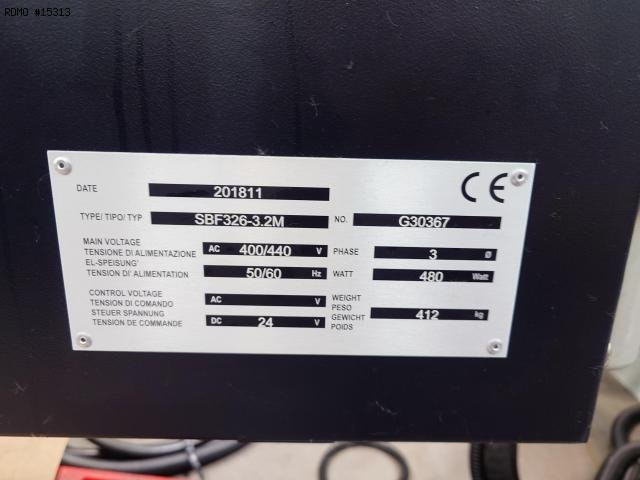 RDMO #15313
CE
DATE 201811
TYPE/ TIPO/ TYP SBF326-3.2M NO. G30367
MAIN VOLTAGE
TENSIONE DI ALIMENTAZIONE AC 400/440 V PHASE 3 Ø
EL-SPEISUNG'
TENSION DI' ALIMENTATION 50/60 Hz WATT 480 Watt
CONTROL VOLTAGE AC V WEIGHT
TENSION DI COMANDO PESO
STEUER SPANNUNG GEWICHT 412 kg
TENSION DE COMMANDE DC 24 V POIDS